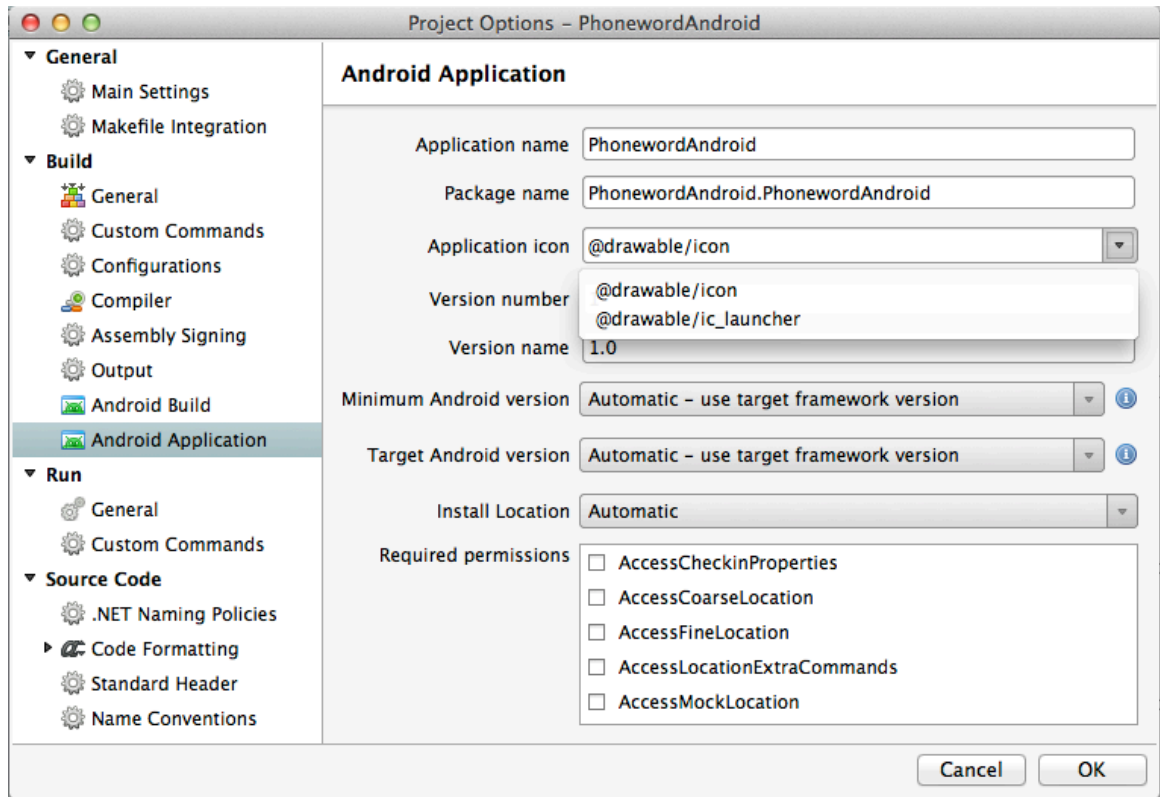 Project Options – PhonewordAndroid
General
Main Settings
Makefile Integration
Build
General
Custom Commands
Configurations
Compiler
Assembly Signing
Output
Android Build
Android Application
Run
General
Custom Commands
Source Code
.NET Naming Policies
Code Formatting
Standard Header
Name Conventions
Android Application
Application name PhonewordAndroid
Package name PhonewordAndroid.PhonewordAndroid
Application icon @drawable/icon
@drawable/icon
@drawable/ic_launcher
Version number
Version name 1.0
Minimum Android version Automatic – use target framework version
Target Android version Automatic – use target framework version
Install Location Automatic
Required permissions
AccessCheckinProperties
AccessCoarseLocation
AccessFineLocation
AccessLocationExtraCommands
AccessMockLocation
Cancel
OK